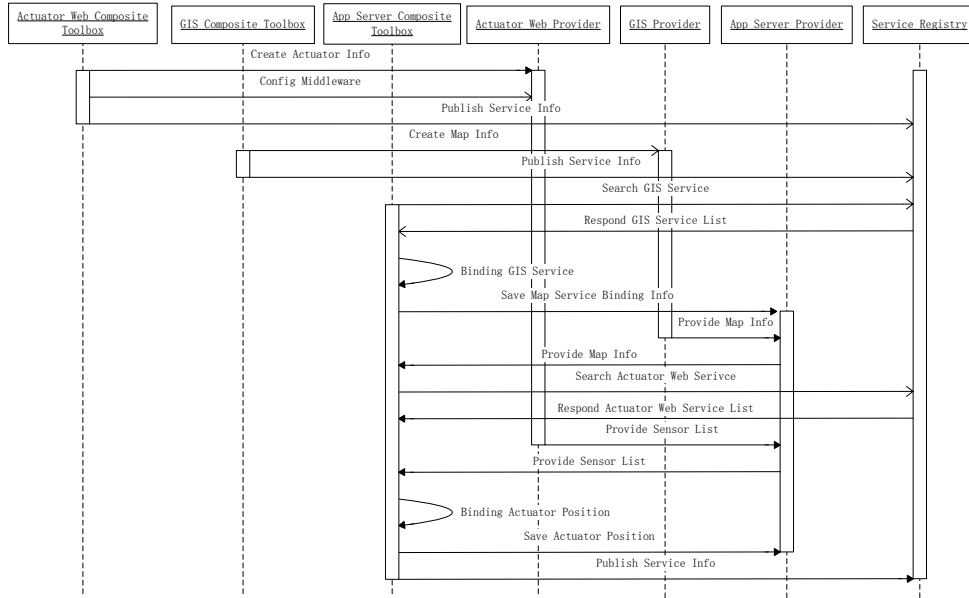 Actuator Web Composite
Toolbox
GIS Composite Toolbox
App Server Composite
Toolbox
Actuator Web Provider
GIS Provider
App Server Provider
Service Registry
Create Actuator Info
Config Middleware
Publish Service Info
Create Map Info
Publish Service Info
Search GIS Service
Respond GIS Service List
Binding GIS Service
Save Map Service Binding Info
Provide Map Info
Provide Map Info
Search Actuator Web Serivce
Respond Actuator Web Service List
Provide Sensor List
Provide Sensor List
Binding Actuator Position
Save Actuator Position
Publish Service Info